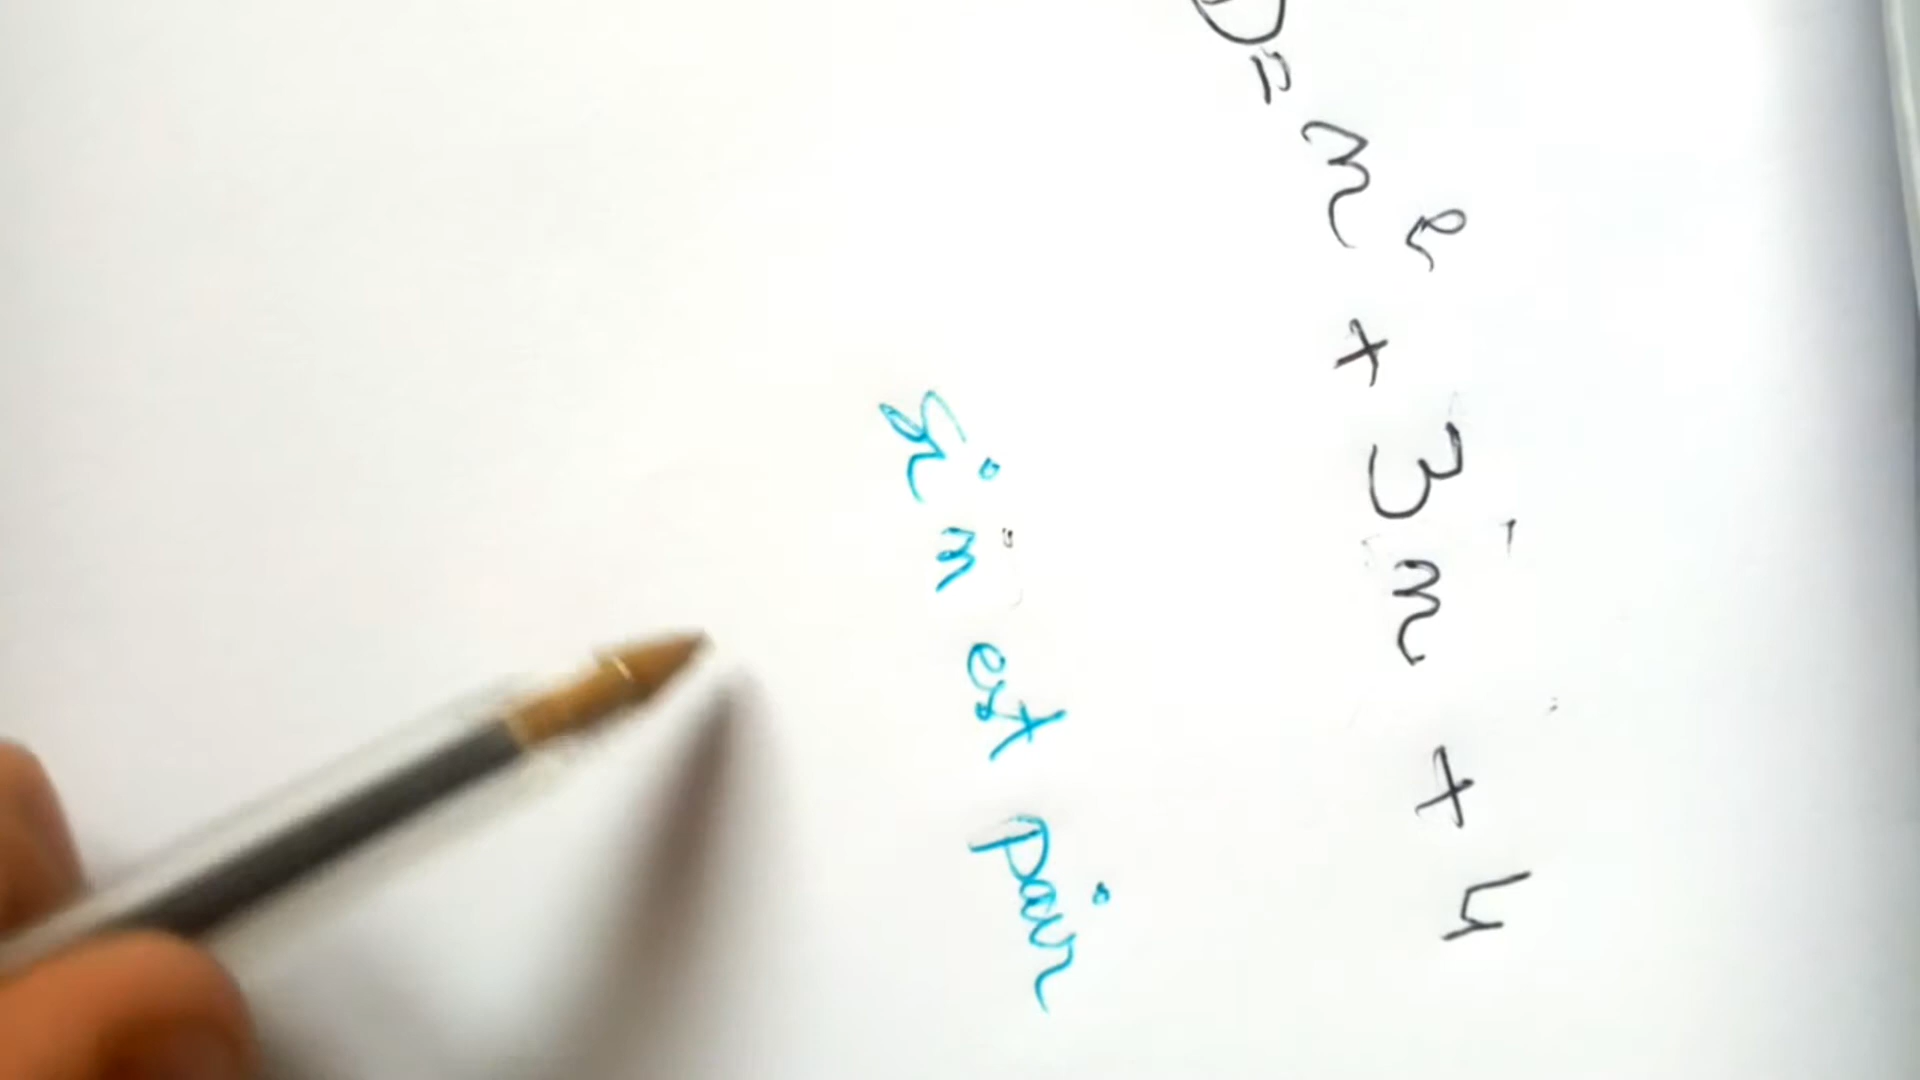 D = n² + 3n + 4
Si n est pair